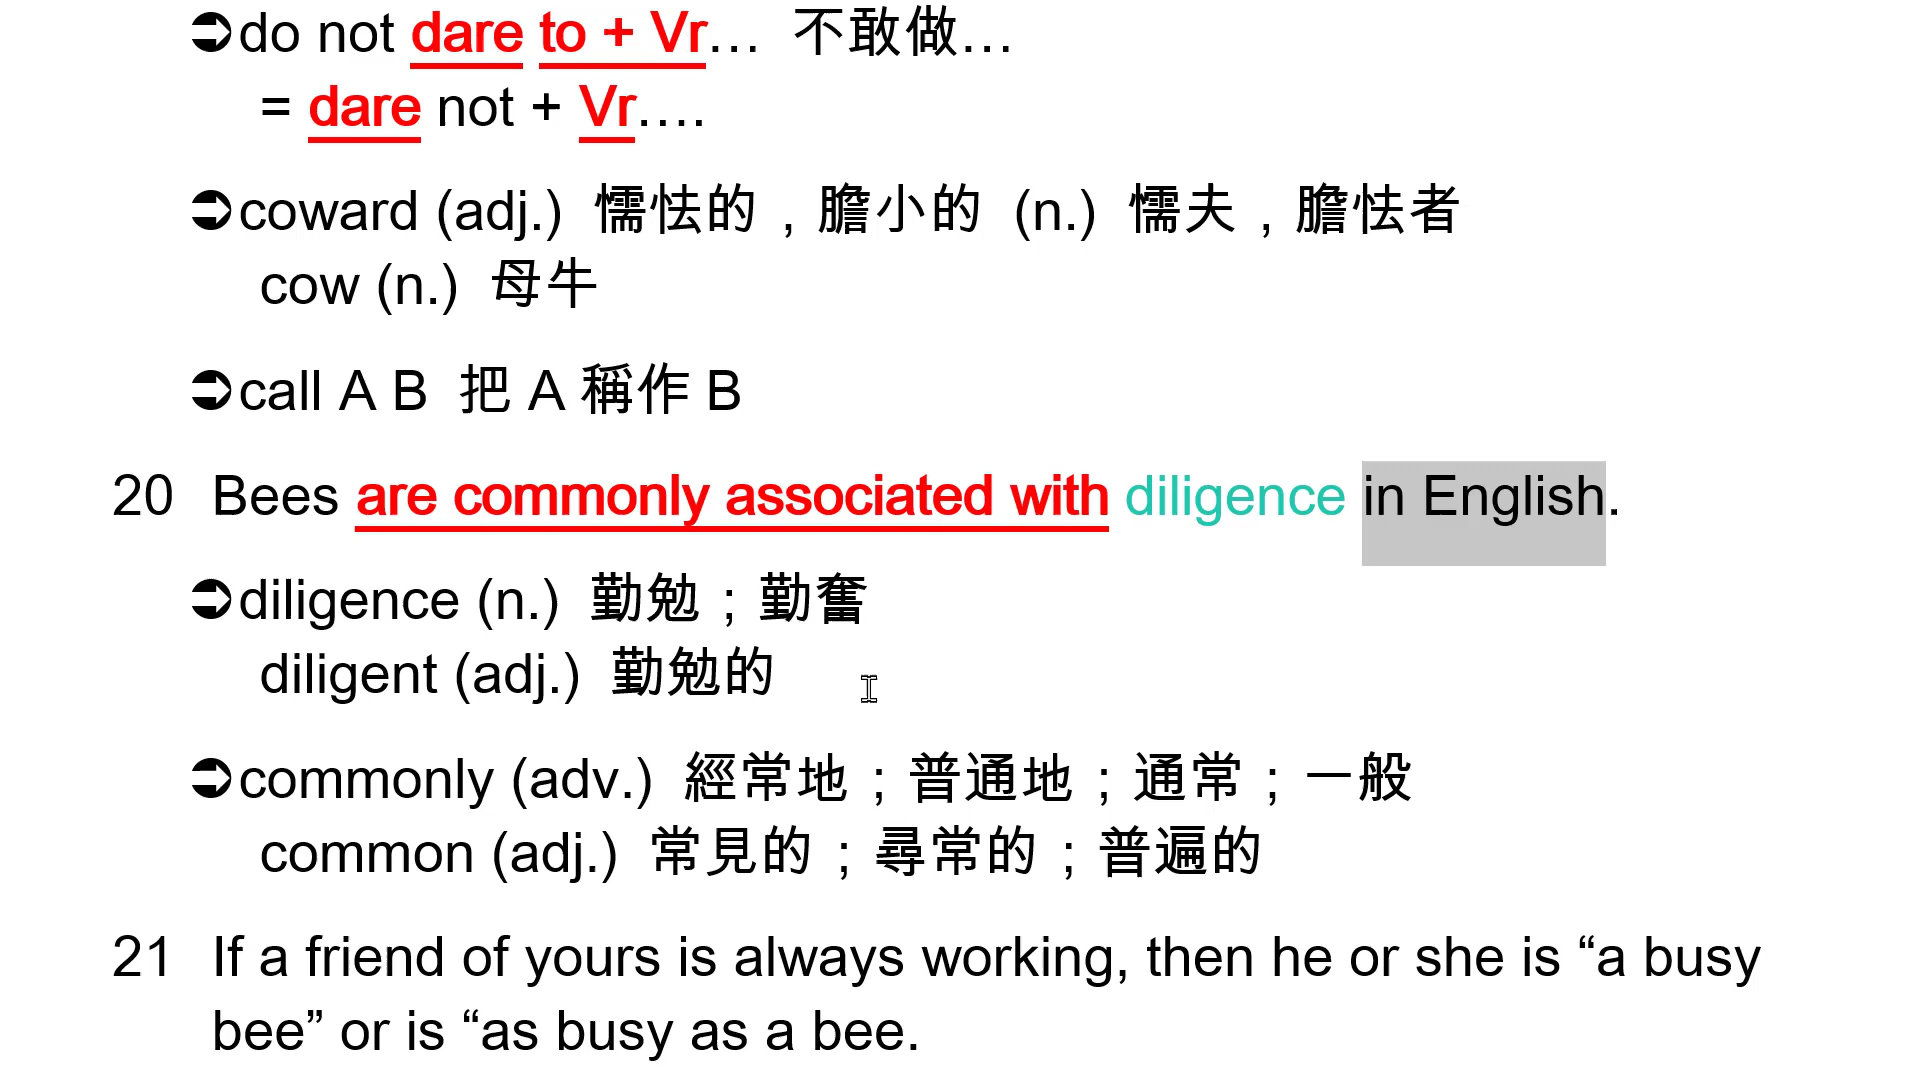 ➲do not dare to + Vr… 不敢做…
= dare not + Vr….
➲coward (adj.) 懦怯的，膽小的 (n.) 懦夫，膽怯者
cow (n.) 母牛
➲call A B 把 A 稱作 B
20 Bees are commonly associated with diligence in English.
➲diligence (n.) 勤勉；勤奮
diligent (adj.) 勤勉的
➲commonly (adv.) 經常地；普通地；通常；一般
common (adj.) 常見的；尋常的；普遍的
21 If a friend of yours is always working, then he or she is “a busy
bee” or is “as busy as a bee.